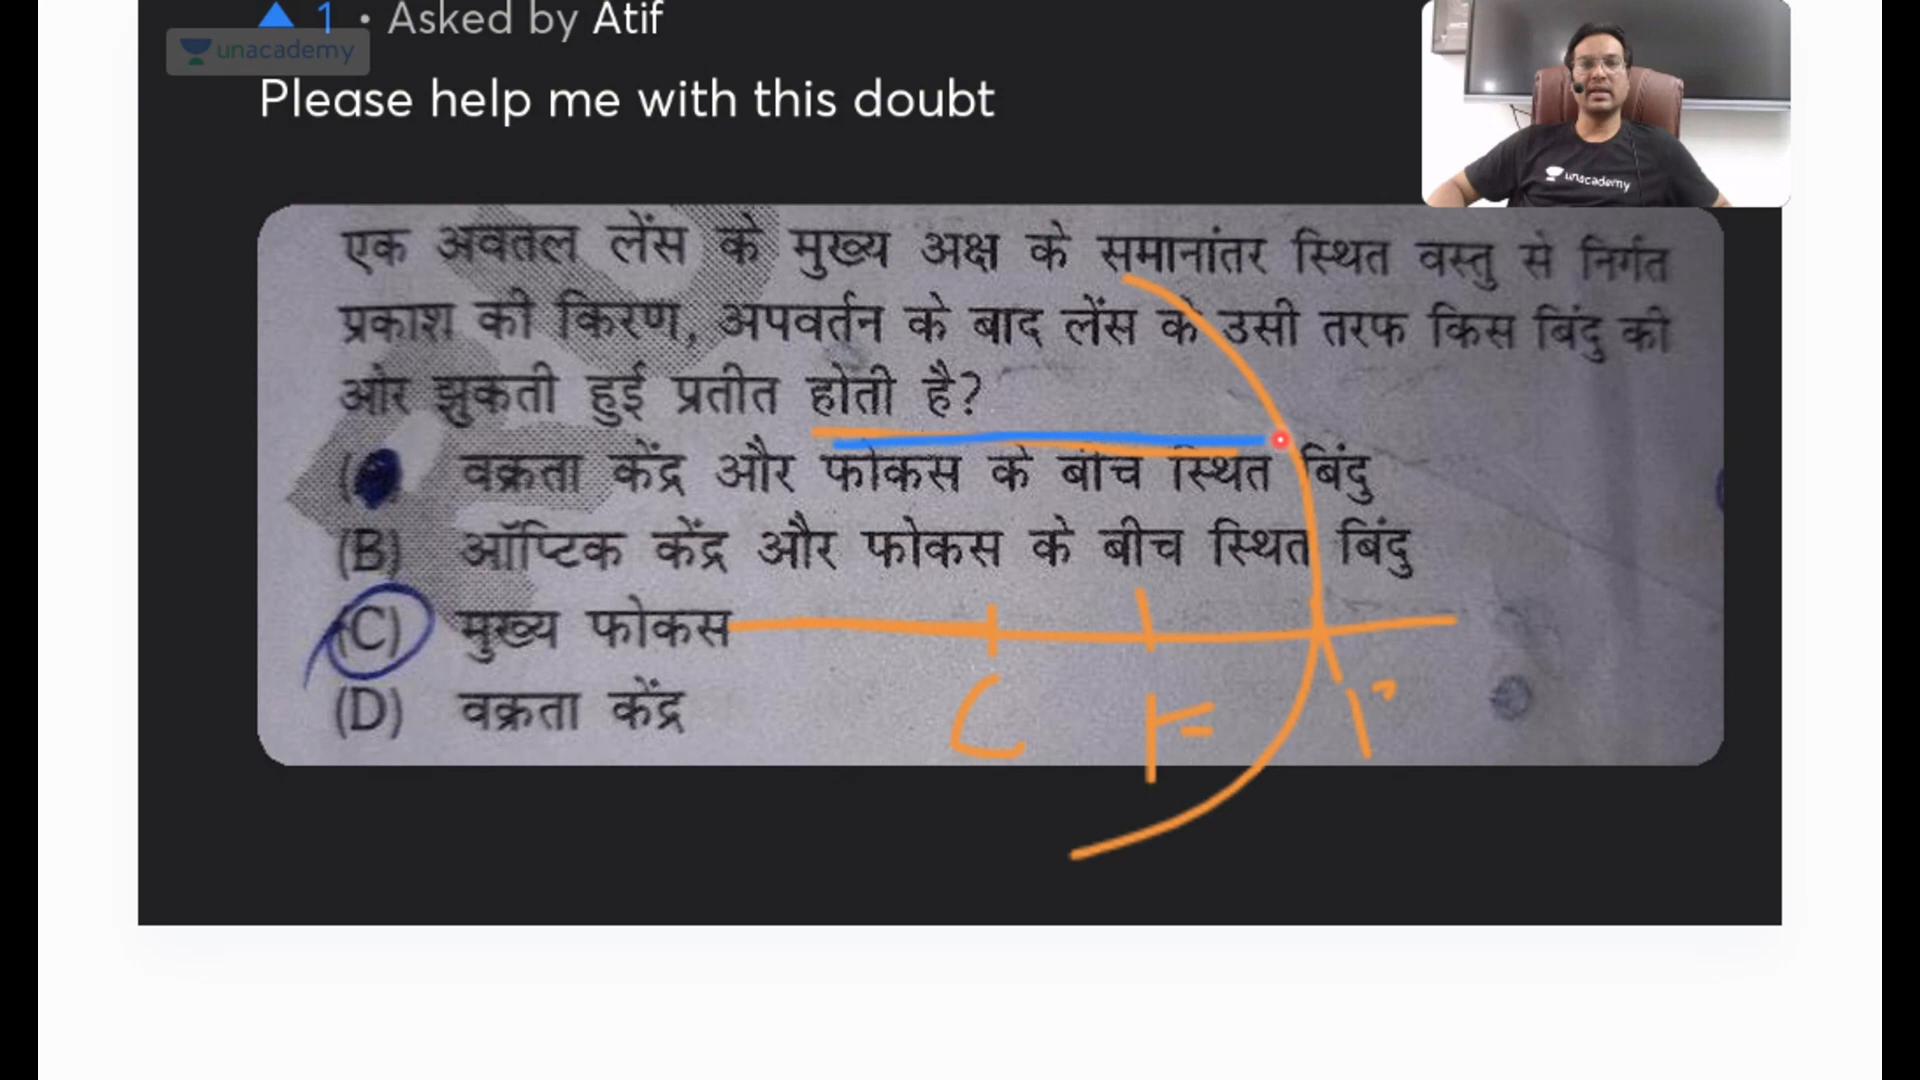 1 • Asked by Atif
unacademy
Please help me with this doubt
unacademy
एक अवतल लेंस के मुख्य अक्ष के समानांतर स्थित वस्तु से निर्गत
प्रकाश की किरण, अपवर्तन के बाद लेंस के उसी तरफ किस बिंदु की
ओर झुकती हुई प्रतीत होती है?
वक्रता केंद्र और फोकस के बीच स्थित बिंदु
(B) ऑप्टिक केंद्र और फोकस के बीच स्थित बिंदु
(C) मुख्य फोकस
(D) वक्रता केंद्र
C F P